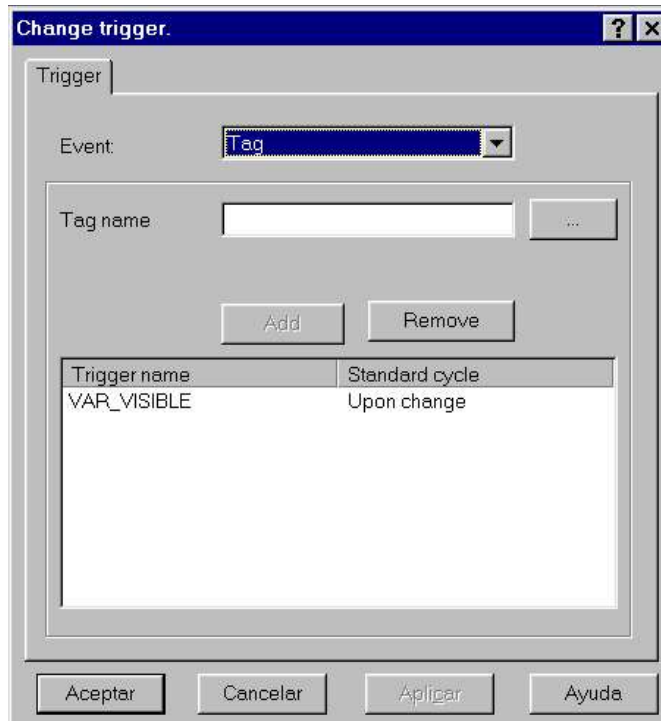 Change trigger.
Trigger
Event:
Tag
Tag name
...
Add
Remove
Trigger name
Standard cycle
VAR_VISIBLE
Upon change
Aceptar
Cancelar
Aplicar
Ayuda